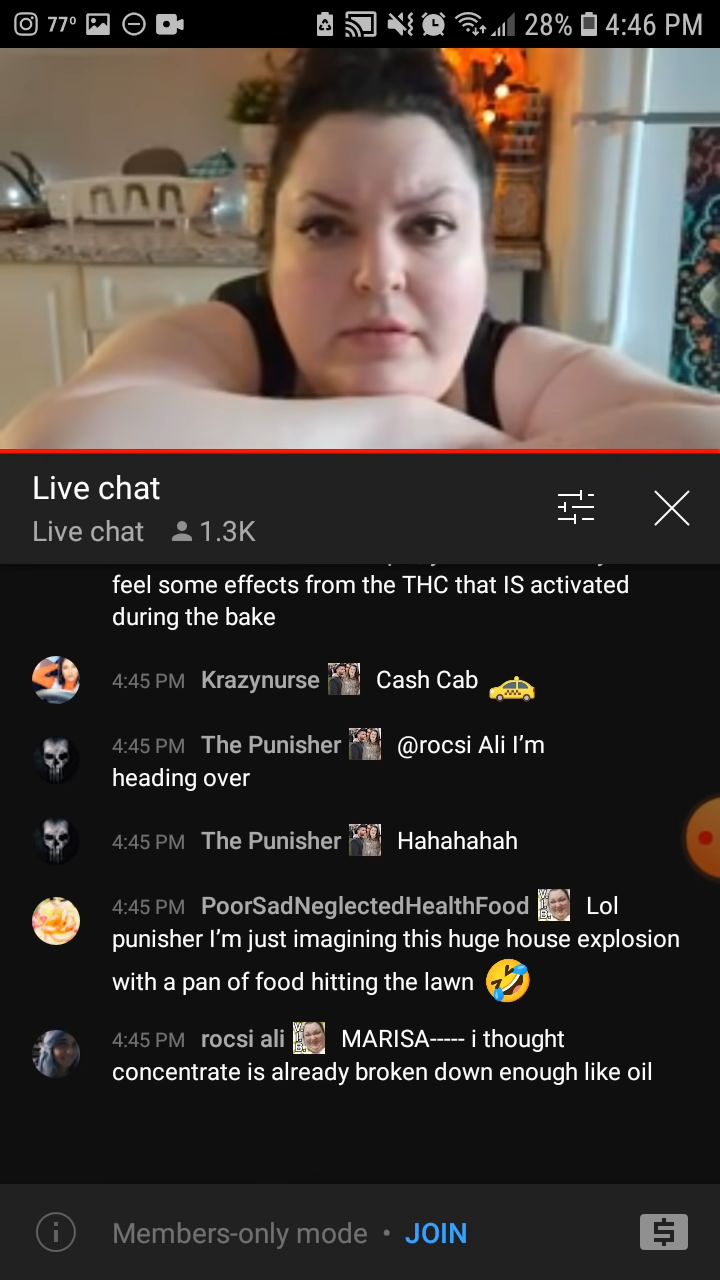 77° 28% 4:46 PM
Live chat
Live chat 1.3K
feel some effects from the THC that IS activated
during the bake
4:45 PM Krazynurse Cash Cab 🚕
4:45 PM The Punisher @rocsi Ali I'm
heading over
4:45 PM The Punisher Hahahahah
4:45 PM PoorSadNeglectedHealthFood Lol
punisher I'm just imagining this huge house explosion
with a pan of food hitting the lawn 🤣
4:45 PM rocsi ali MARISA----- i thought
concentrate is already broken down enough like oil
Members-only mode • JOIN